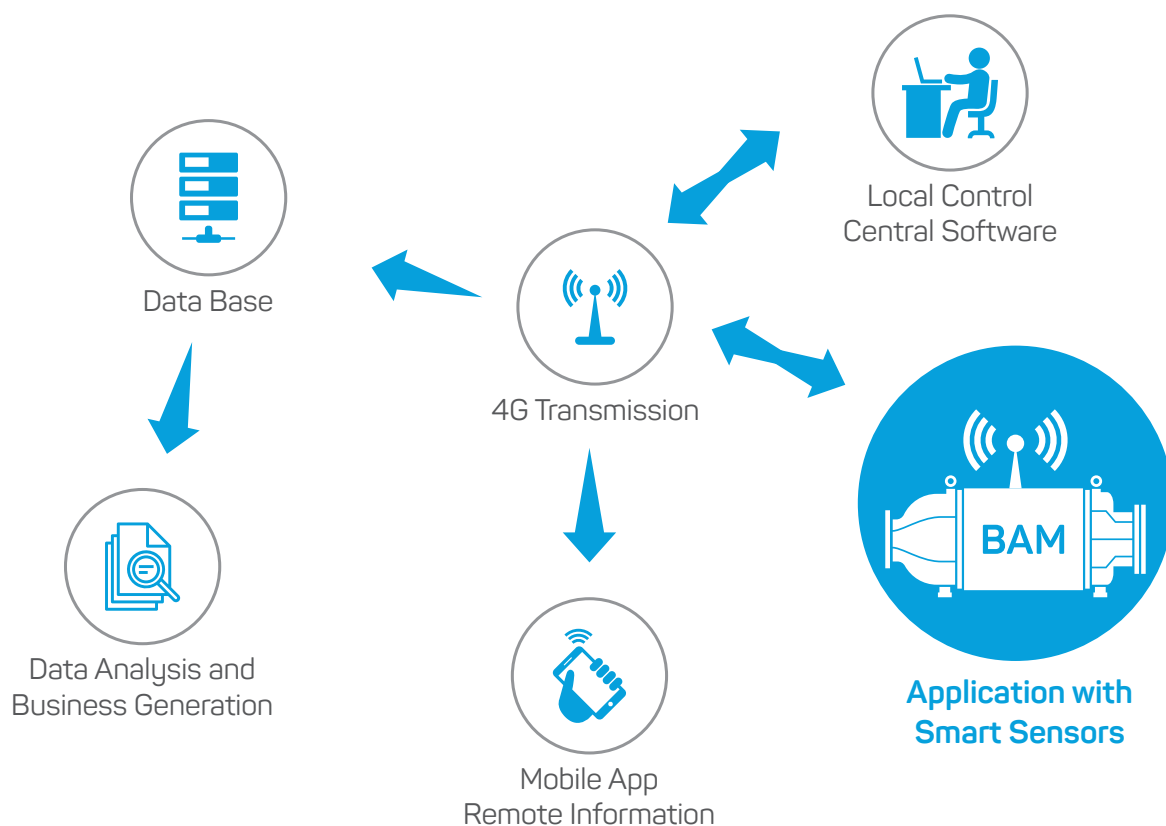 Local Control
Central Software
Data Base
4G Transmission
BAM
Data Analysis and
Business Generation
Application with
Smart Sensors
Mobile App
Remote Information